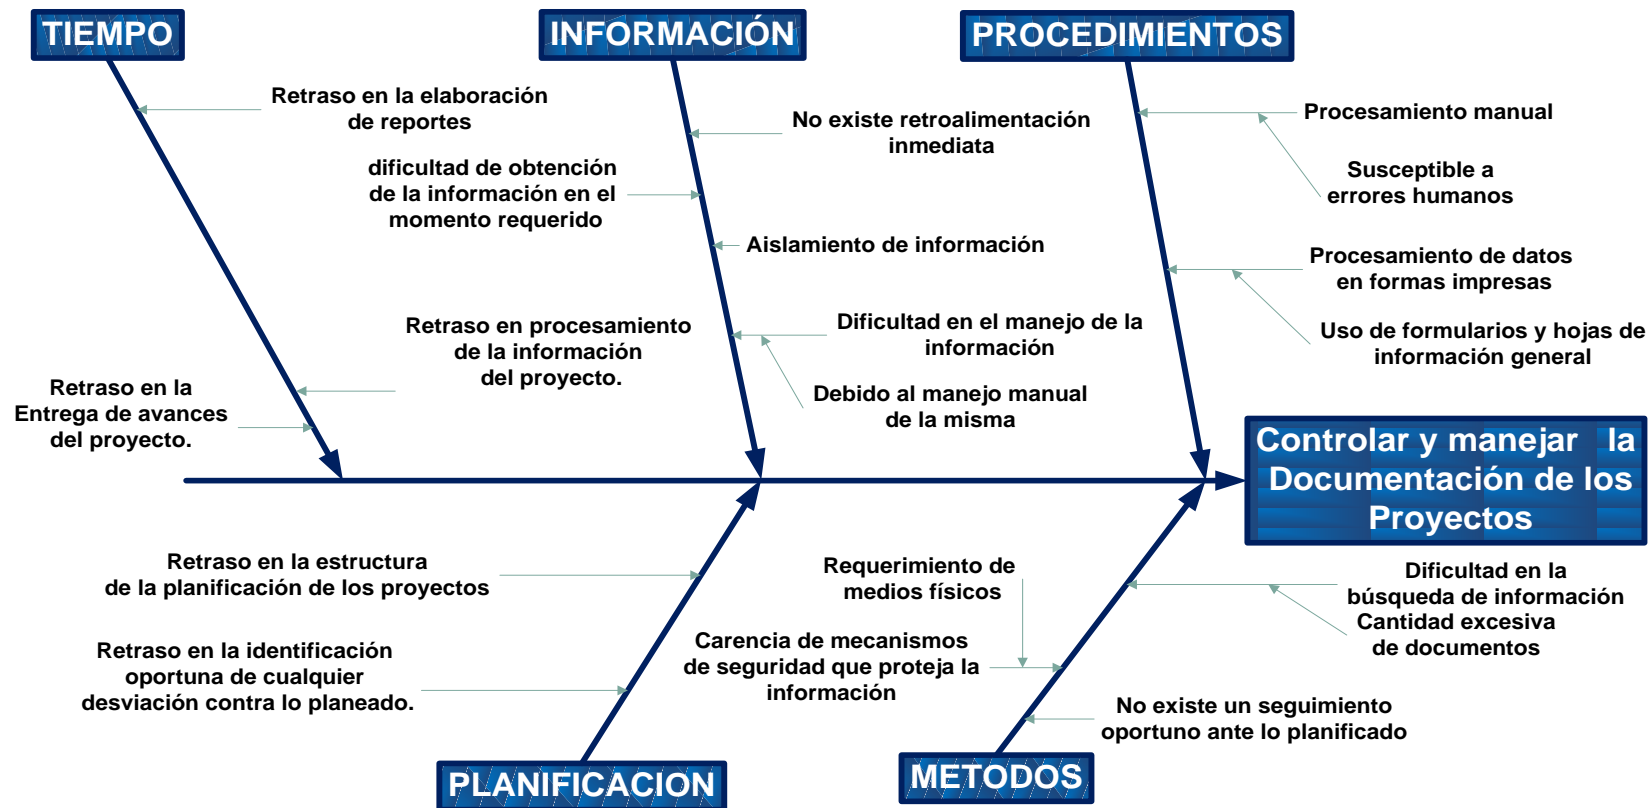 TIEMPO
INFORMACIÓN
PROCEDIMIENTOS
Retraso en la elaboración
de reportes
dificultad de obtención
de la información en el
momento requerido
Retraso en procesamiento
de la información
del proyecto.
Retraso en la
Entrega de avances
del proyecto.
No existe retroalimentación
inmediata
Aislamiento de información
Dificultad en el manejo de la
información
Debido al manejo manual
de la misma
Procesamiento manual
Susceptible a
errores humanos
Procesamiento de datos
en formas impresas
Uso de formularios y hojas de
información general
Controlar y manejar la
Documentación de los
Proyectos
Retraso en la estructura
de la planificación de los proyectos
Retraso en la identificación
oportuna de cualquier
desviación contra lo planeado.
Requerimiento de
medios físicos
Carencia de mecanismos
de seguridad que proteja la
información
Dificultad en la
búsqueda de información
Cantidad excesiva
de documentos
No existe un seguimiento
oportuno ante lo planificado
PLANIFICACION
METODOS